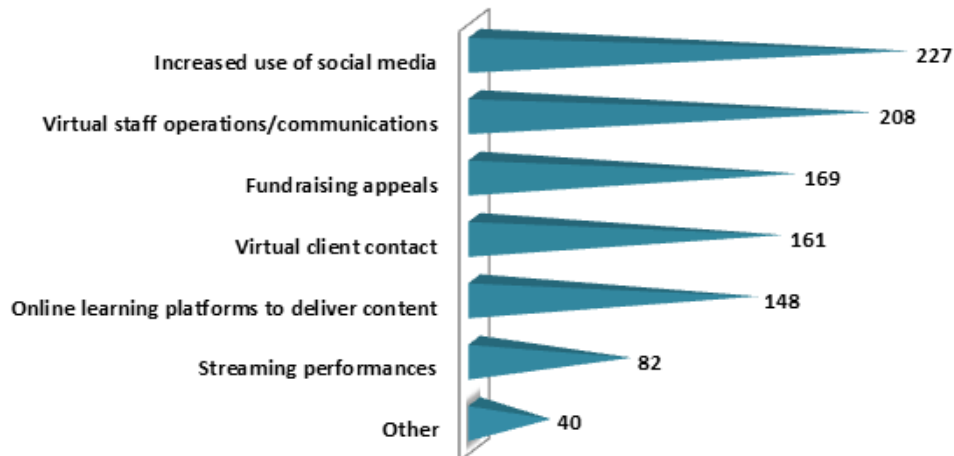 Increased use of social media 227
Virtual staff operations/communications 208
Fundraising appeals 169
Virtual client contact 161
Online learning platforms to deliver content 148
Streaming performances 82
Other 40